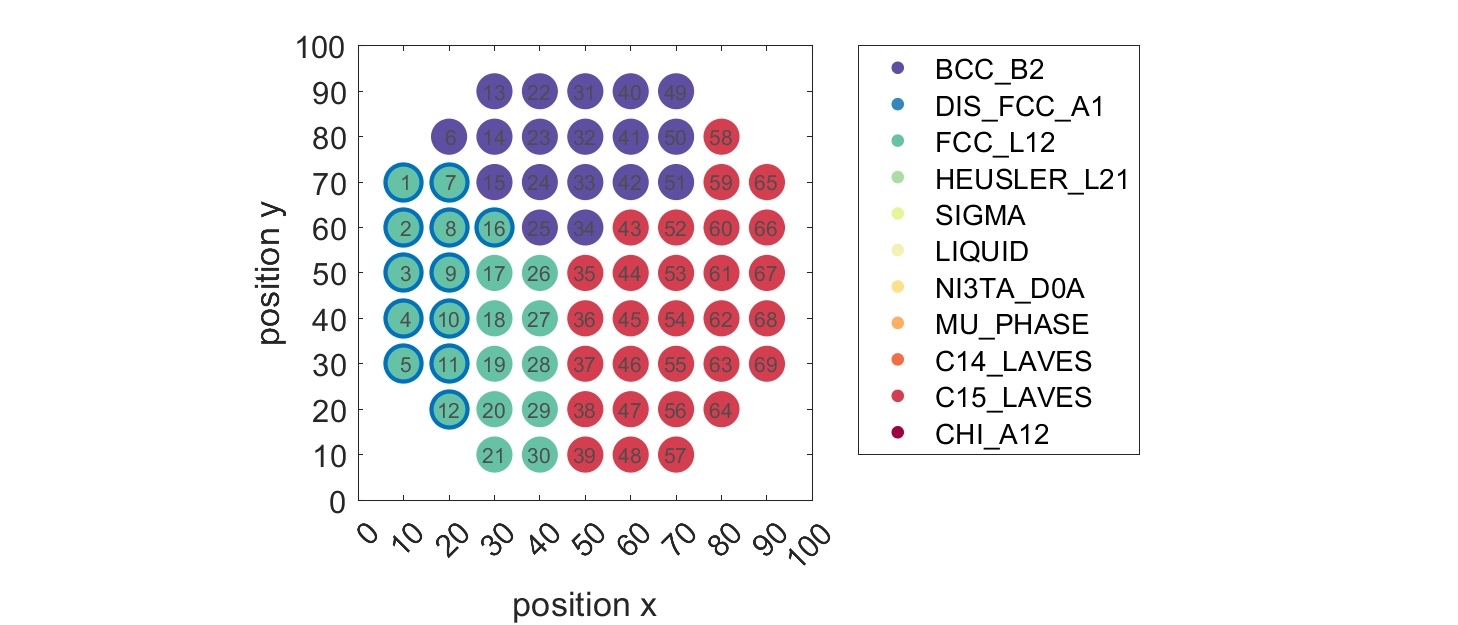 100
90
80
70
60
50
40
30
20
10
0
position y
13 22 31 40 49
6 14 23 32 41 50 58
1 7 15 24 33 42 51 59 65
2 8 16 25 34 43 52 60 66
3 9 17 26 35 44 53 61 67
4 10 18 27 36 45 54 62 68
5 11 19 28 37 46 55 63 69
12 20 29 38 47 56 64
21 30 39 48 57
0 10 20 30 40 50 60 70 80 90 100
position x
BCC_B2
DIS_FCC_A1
FCC_L12
HEUSLER_L21
SIGMA
LIQUID
NI3TA_D0A
MU_PHASE
C14_LAVES
C15_LAVES
CHI_A12